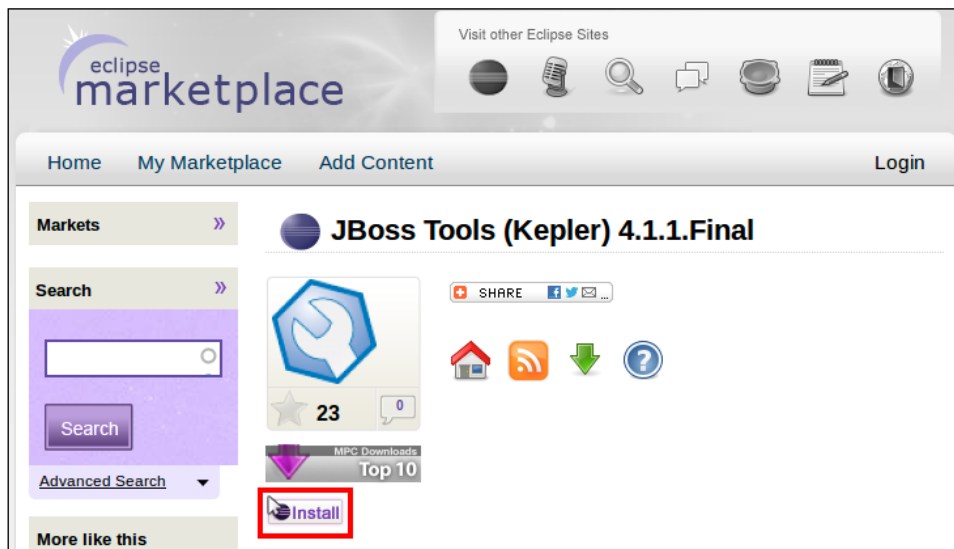 Visit other Eclipse Sites
eclipse
marketplace
Home My Marketplace Add Content Login
Markets »
JBoss Tools (Kepler) 4.1.1.Final
Search »
SHARE ...
23 0
Search
MPC Downloads
Top 10
Advanced Search
Install
More like this